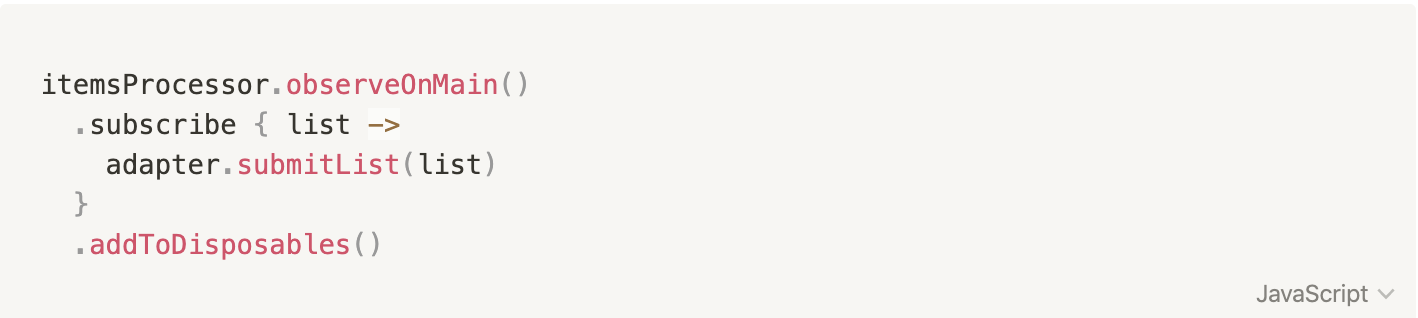 itemsProcessor.observeOnMain()
  .subscribe { list ->
    adapter.submitList(list)
  }
  .addToDisposables()
JavaScript